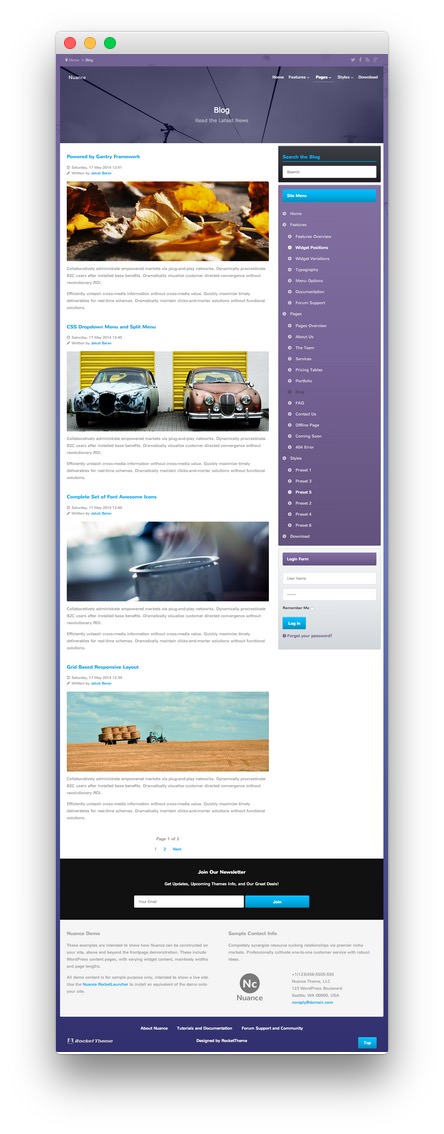 Home > Blog
Nuance
Home Features Pages Styles Download
Blog
Read the Latest News
Powered by Gantry Framework
Saturday, 17 May 2014 12:51
Written by Jakub Baran
Collaboratively administrate empowered markets via plug-and-play networks. Dynamically procrastinate
B2C users after installed base benefits. Dramatically visualize customer directed convergence without
revolutionary ROI.
Efficiently unleash cross-media information without cross-media value. Quickly maximize timely
deliverables for real-time schemas. Dramatically maintain clicks-and-mortar solutions without functional
solutions.
CSS Dropdown Menu and Split Menu
Saturday, 17 May 2014 12:45
Written by Jakub Baran
Collaboratively administrate empowered markets via plug-and-play networks. Dynamically procrastinate
B2C users after installed base benefits. Dramatically visualize customer directed convergence without
revolutionary ROI.
Efficiently unleash cross-media information without cross-media value. Quickly maximize timely
deliverables for real-time schemas. Dramatically maintain clicks-and-mortar solutions without functional
solutions.
Complete Set of Font Awesome Icons
Saturday, 17 May 2014 12:40
Written by Jakub Baran
Collaboratively administrate empowered markets via plug-and-play networks. Dynamically procrastinate
B2C users after installed base benefits. Dramatically visualize customer directed convergence without
revolutionary ROI.
Efficiently unleash cross-media information without cross-media value. Quickly maximize timely
deliverables for real-time schemas. Dramatically maintain clicks-and-mortar solutions without functional
solutions.
Grid Based Responsive Layout
Saturday, 17 May 2014 12:39
Written by Jakub Baran
Collaboratively administrate empowered markets via plug-and-play networks. Dynamically procrastinate
B2C users after installed base benefits. Dramatically visualize customer directed convergence without
revolutionary ROI.
Efficiently unleash cross-media information without cross-media value. Quickly maximize timely
deliverables for real-time schemas. Dramatically maintain clicks-and-mortar solutions without functional
solutions.
Page 1 of 2
1 2 Next
Search the Blog
Search
Site Menu
Home
Features
Features Overview
Widget Positions
Widget Variations
Typography
Menu Options
Documentation
Forum Support
Pages
Pages Overview
About Us
The Team
Services
Pricing Tables
Portfolio
Blog
FAQ
Contact Us
Offline Page
Coming Soon
404 Error
Styles
Preset 1
Preset 3
Preset 5
Preset 2
Preset 4
Preset 6
Download
Login Form
User Name
Remember Me
Log in
Forgot your password?
Join Our Newsletter
Get Updates, Upcoming Themes Info, and Our Great Deals!
Your Email
Join
Nuance Demo
These examples are intended to show how Nuance can be constructed on
your site, above and beyond the frontpage demonstration. These include
WordPress content pages, with varying widget content, mainbody widths
and page lengths.
All demo content is for sample purpose only, intended to show a live site.
Use the Nuance RocketLauncher to install an equivalent of the demo onto
your site.
Sample Contact Info
Completely synergize resource sucking relationships via premier niche
markets. Professionally cultivate one-to-one customer service with robust
ideas.
Nc
Nuance
+1(123)456-5555-555
Nuance Theme, LLC
123 WordPress Boulevard
Seattle, WA 00000, USA
noreply@domain.com
About Nuance Tutorials and Documentation Forum Support and Community
RocketTheme
Designed by RocketTheme
Top